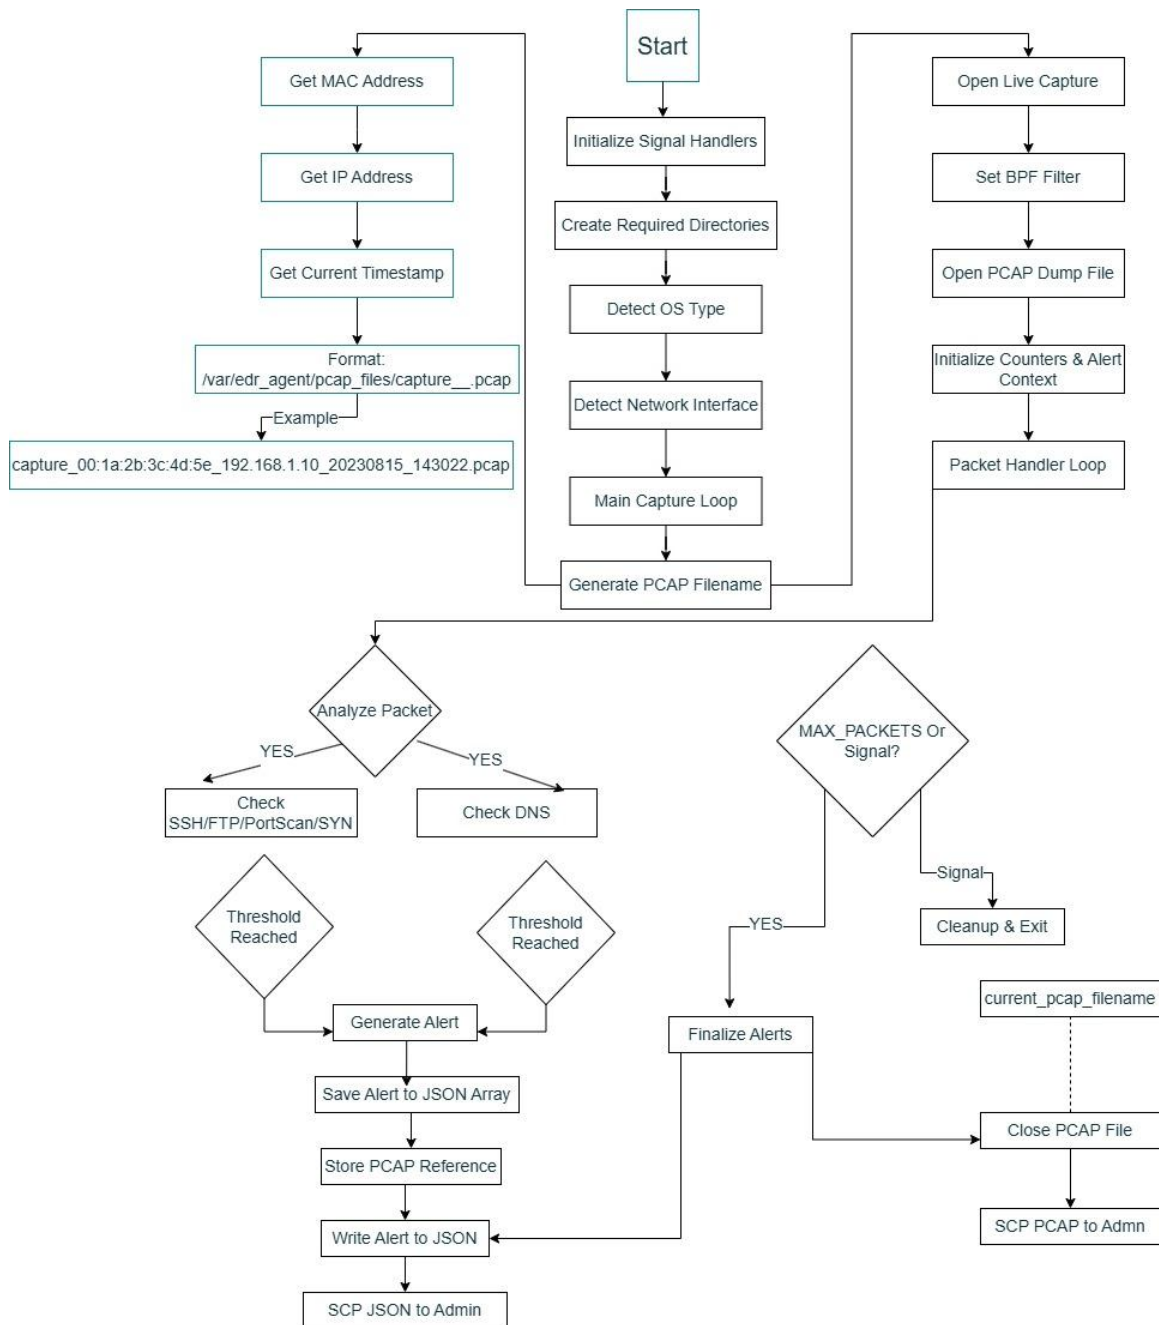 Start
Get MAC Address
Open Live Capture
Initialize Signal Handlers
Get IP Address
Set BPF Filter
Create Required Directories
Get Current Timestamp
Detect OS Type
Open PCAP Dump File
Format:
/var/edr_agent/pcap_files/capture__.pcap
Initialize Counters & Alert
Context
Detect Network Interface
Example
capture_00:1a:2b:3c:4d:5e_192.168.1.10_20230815_143022.pcap
Packet Handler Loop
Main Capture Loop
Generate PCAP Filename
Analyze Packet
MAX_PACKETS Or
Signal?
YES
YES
Check
SSH/FTP/PortScan/SYN
Check DNS
Signal
Threshold
Reached
Threshold
Reached
YES
Cleanup & Exit
current_pcap_filename
Generate Alert
Finalize Alerts
Save Alert to JSON Array
Close PCAP File
Store PCAP Reference
Write Alert to JSON
SCP PCAP to Admn
SCP JSON to Admin